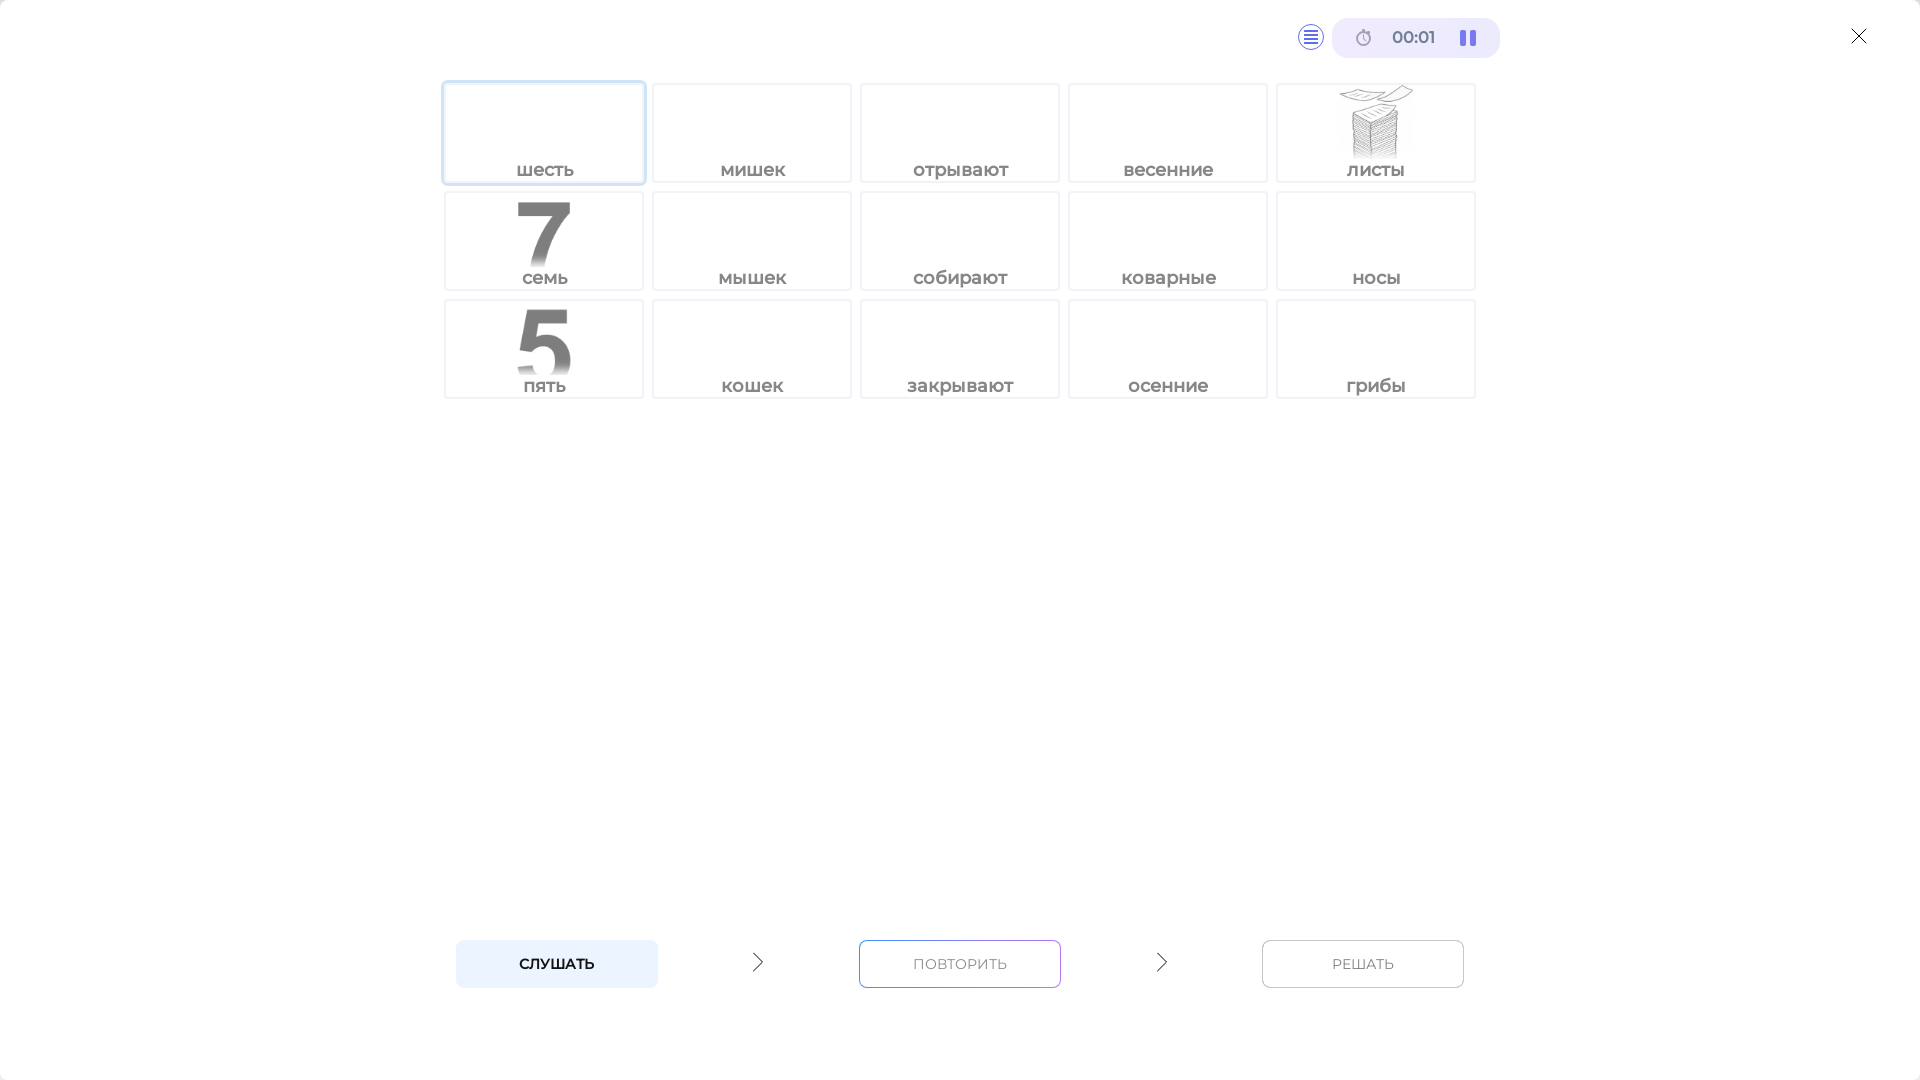 00:01
шесть мишек отрывают весенние листы
7
семь мышек собирают коварные носы
5
пять кошек закрывают осенние грибы
СЛУШАТЬ ПОВТОРИТЬ РЕШАТЬ